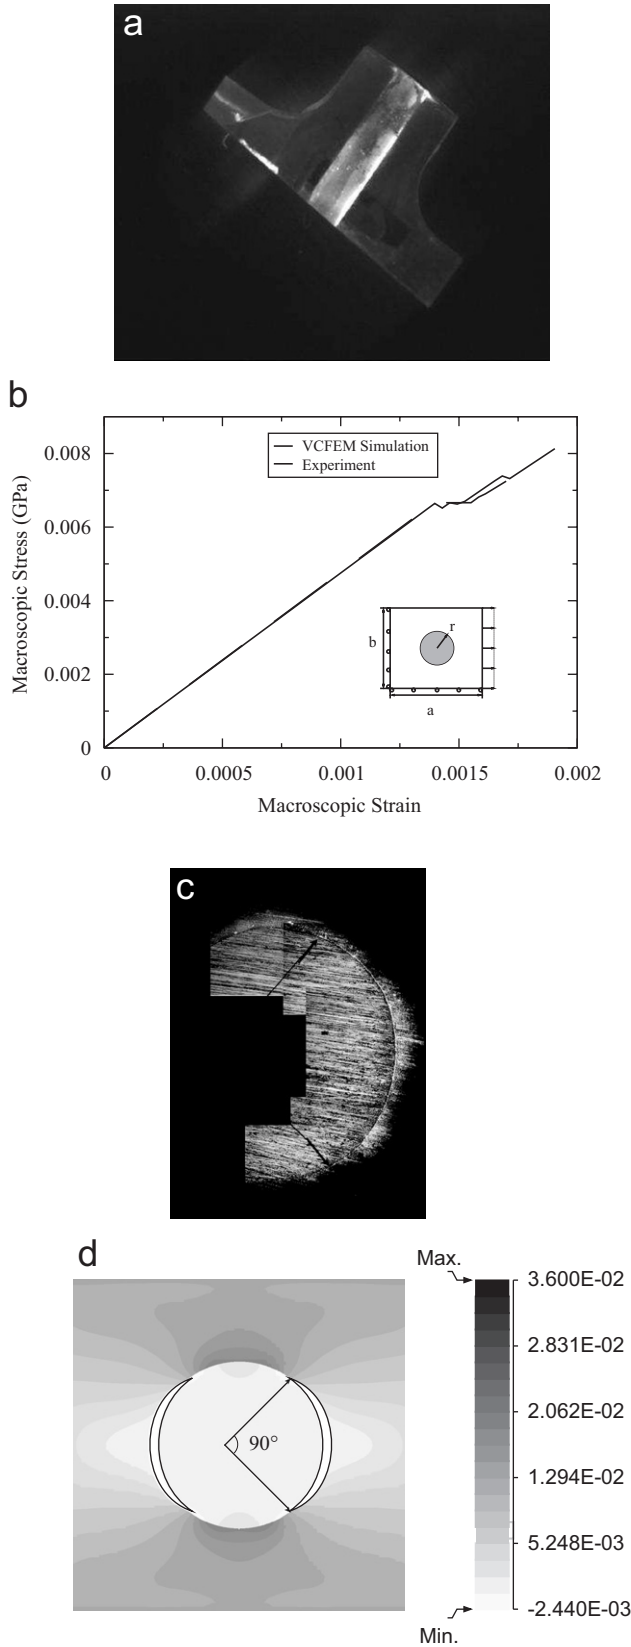 a
b
0.008
0.006
0.004
0.002
0
Macroscopic Stress (GPa)
VCFEM Simulation
Experiment
r
b
a
0
0.0005
0.001
0.0015
0.002
Macroscopic Strain
c
d
Max.
3.600E-02
2.831E-02
2.062E-02
1.294E-02
5.248E-03
-2.440E-03
Min.
90°